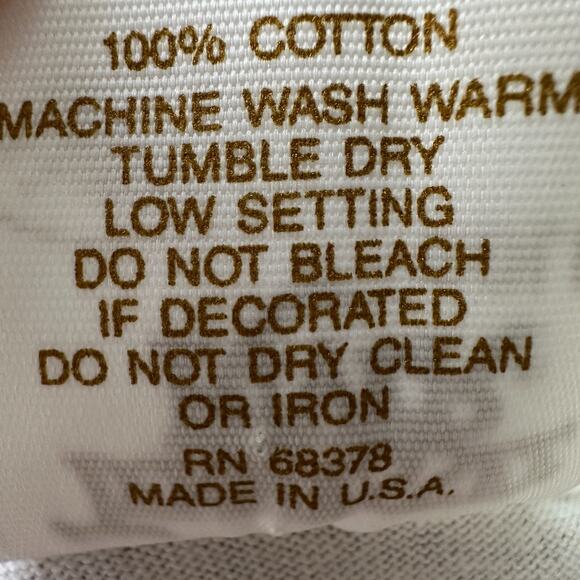 100% COTTON
MACHINE WASH WARM
TUMBLE DRY
LOW SETTING
DO NOT BLEACH
IF DECORATED
DO NOT DRY CLEAN
OR IRON
RN 68378
MADE IN U.S.A.